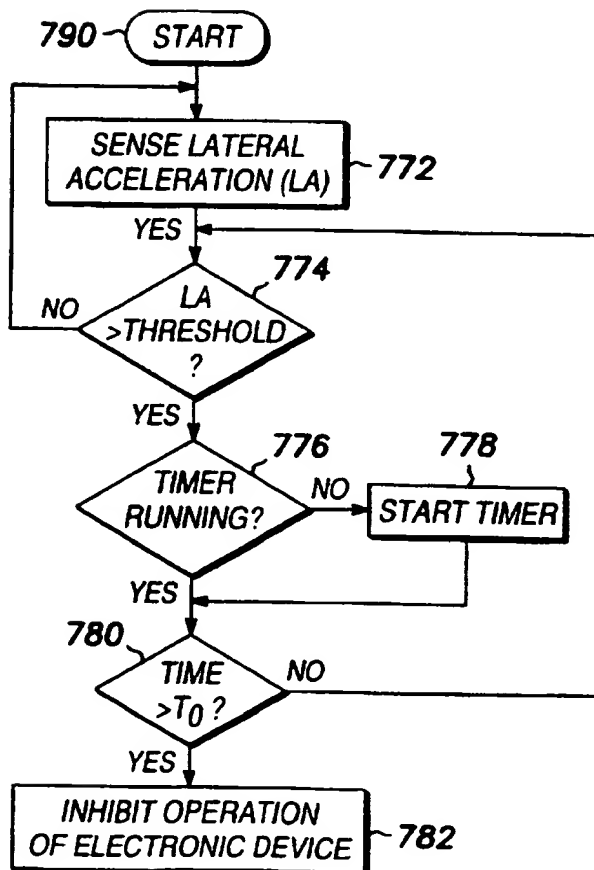 790
START
SENSE LATERAL
ACCELERATION (LA)
772
YES
774
NO
LA
>THRESHOLD
?
YES
776
778
TIMER
RUNNING?
NO
START TIMER
YES
780
TIME
>T0 ?
NO
YES
INHIBIT OPERATION
OF ELECTRONIC DEVICE
782